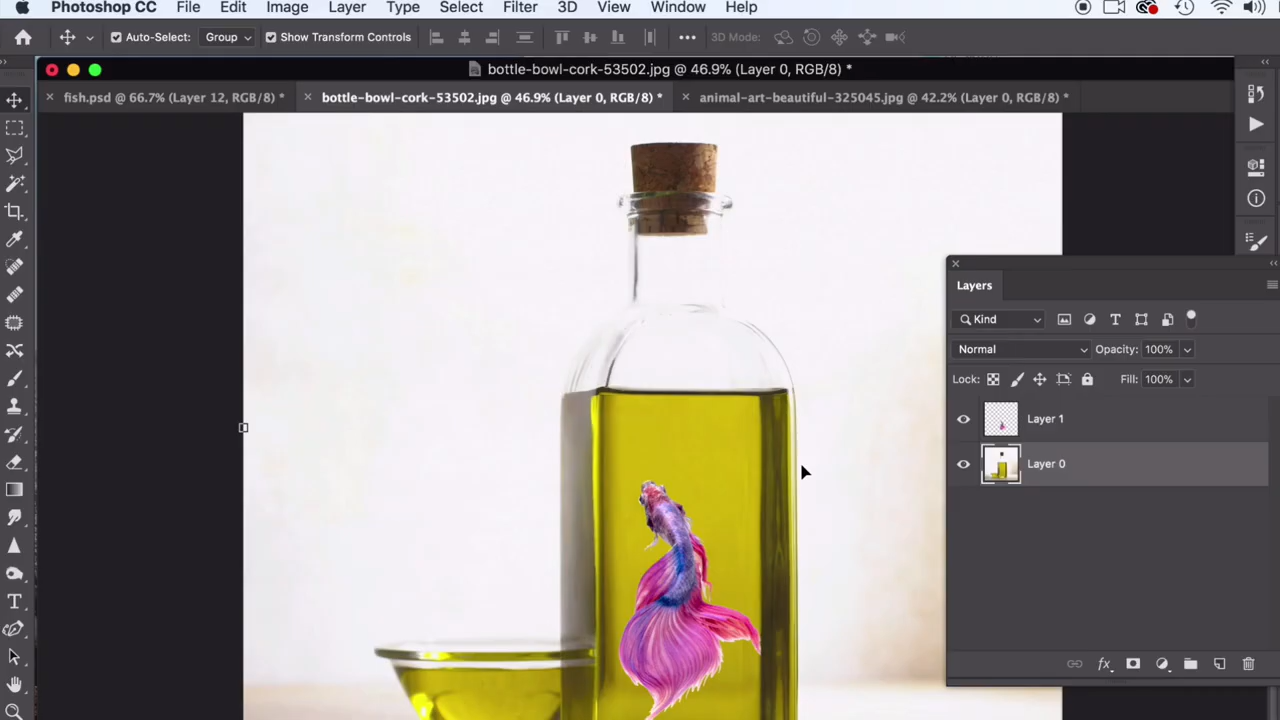 Photoshop CC File Edit Image Layer Type Select Filter 3D View Window Help
Auto-Select: Group Show Transform Controls 3D Mode:
bottle-bowl-cork-53502.jpg @ 46.9% (Layer 0, RGB/8) *
fish.psd @ 66.7% (Layer 12, RGB/8) * bottle-bowl-cork-53502.jpg @ 46.9% (Layer 0, RGB/8) * animal-art-beautiful-325045.jpg @ 42.2% (Layer 0, RGB/8) *
Layers
Kind
Normal Opacity: 100%
Lock: Fill: 100%
Layer 1
Layer 0
fx